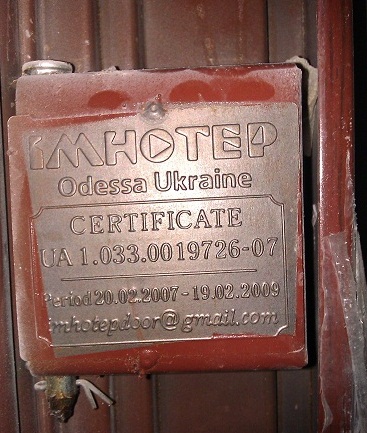 IMHOTEP
Odessa Ukraine
CERTIFICATE
UA 1.033.0019726-07
Period 20.02.2007 - 19.02.2009
imhotepdoor@gmail.com